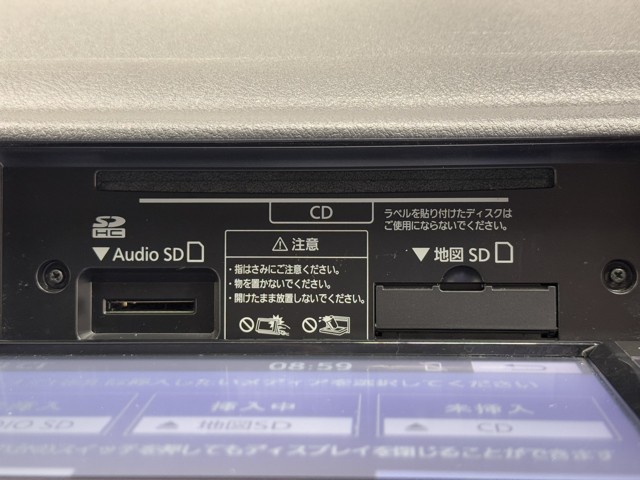 CD
ラベルを貼り付けたディスクは
ご使用にならないでください。
SD
HC
▼Audio SD
⚠注意
・指はさみにご注意ください。
・物を置かないでください。
・開けたまま放置しないでください。
▼地図 SD
08:59
挿入中
未挿入
SD
▲ 地図SD
▲ CD